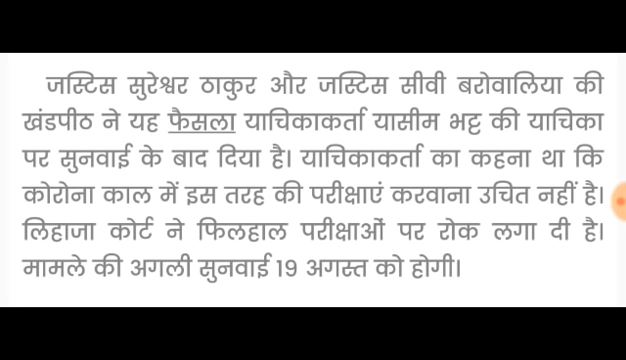 जस्टिस सुरेश्वर ठाकुर और जस्टिस सीवी बरोवालिया की
खंडपीठ ने यह फैसला याचिकाकर्ता यासीम भट्ट की याचिका
पर सुनवाई के बाद दिया है। याचिकाकर्ता का कहना था कि
कोरोना काल में इस तरह की परीक्षाएं करवाना उचित नहीं है।
लिहाजा कोर्ट ने फिलहाल परीक्षाओं पर रोक लगा दी है।
मामले की अगली सुनवाई 19 अगस्त को होगी।